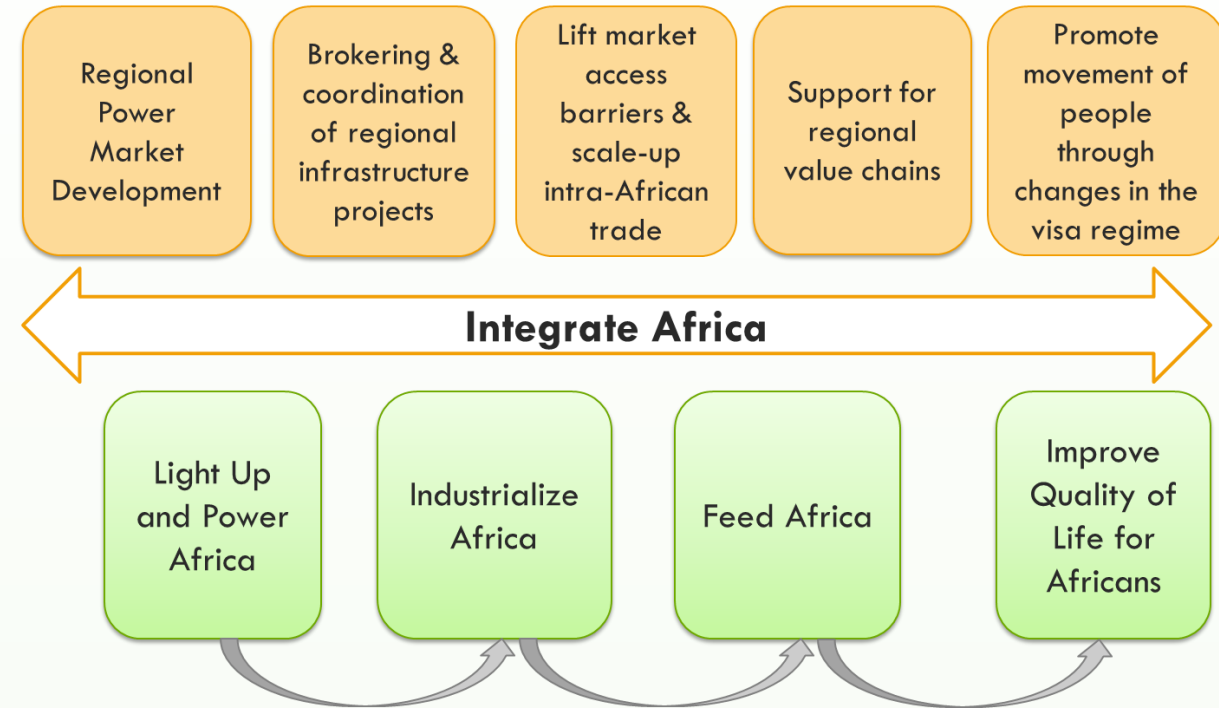 Regional
Power
Market
Development
Brokering &
coordination
of regional
infrastructure
projects
Lift market
access
barriers &
scale-up
intra-African
trade
Support for
regional
value chains
Promote
movement of
people
through
changes in the
visa regime
Integrate Africa
Light Up
and Power
Africa
Industrialize
Africa
Feed Africa
Improve
Quality of
Life for
Africans